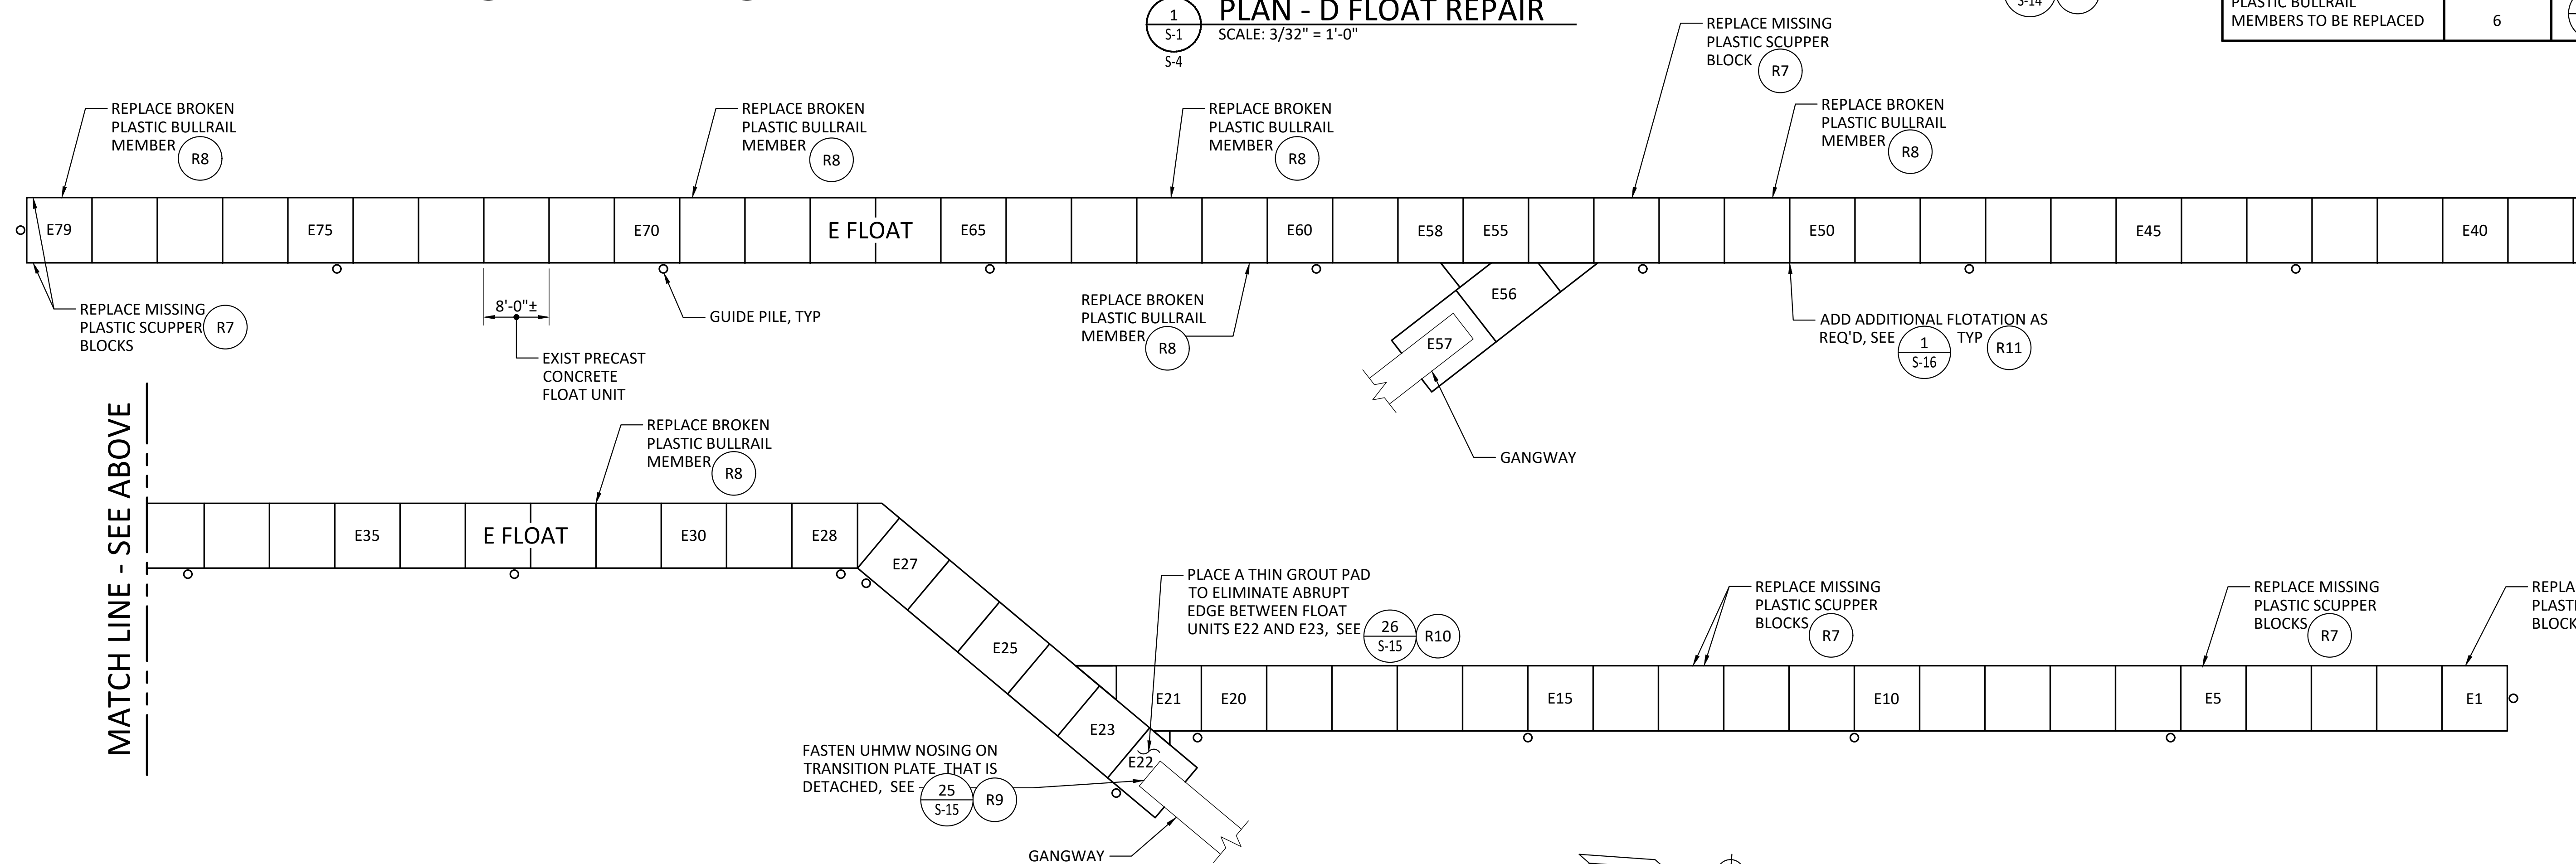 1
S-1
S-4
PLAN - D FLOAT REPAIR
SCALE: 3/32" = 1'-0"
S-14
PLASTIC BULLRAIL
MEMBERS TO BE REPLACED
6
REPLACE MISSING
PLASTIC SCUPPER
BLOCK
R7
REPLACE BROKEN
PLASTIC BULLRAIL
MEMBER
R8
REPLACE BROKEN
PLASTIC BULLRAIL
MEMBER
R8
REPLACE BROKEN
PLASTIC BULLRAIL
MEMBER
R8
REPLACE BROKEN
PLASTIC BULLRAIL
MEMBER
R8
E79
E75
E70
E FLOAT
E65
E60
E58
E55
E50
E45
E40
REPLACE MISSING
PLASTIC SCUPPER
BLOCKS
R7
8'-0"±
EXIST PRECAST
CONCRETE
FLOAT UNIT
GUIDE PILE, TYP
REPLACE BROKEN
PLASTIC BULLRAIL
MEMBER
R8
E56
E57
GANGWAY
ADD ADDITIONAL FLOTATION AS
REQ'D, SEE
1
S-16
TYP
R11
MATCH LINE - SEE ABOVE
REPLACE BROKEN
PLASTIC BULLRAIL
MEMBER
R8
E35
E FLOAT
E30
E28
E27
E25
E23
E22
PLACE A THIN GROUT PAD
TO ELIMINATE ABRUPT
EDGE BETWEEN FLOAT
UNITS E22 AND E23, SEE
26
S-15
R10
REPLACE MISSING
PLASTIC SCUPPER
BLOCKS
R7
REPLACE MISSING
PLASTIC SCUPPER
BLOCKS
R7
E21
E20
E15
E10
E5
E1
FASTEN UHMW NOSING ON
TRANSITION PLATE THAT IS
DETACHED, SEE
25
S-15
R9
GANGWAY